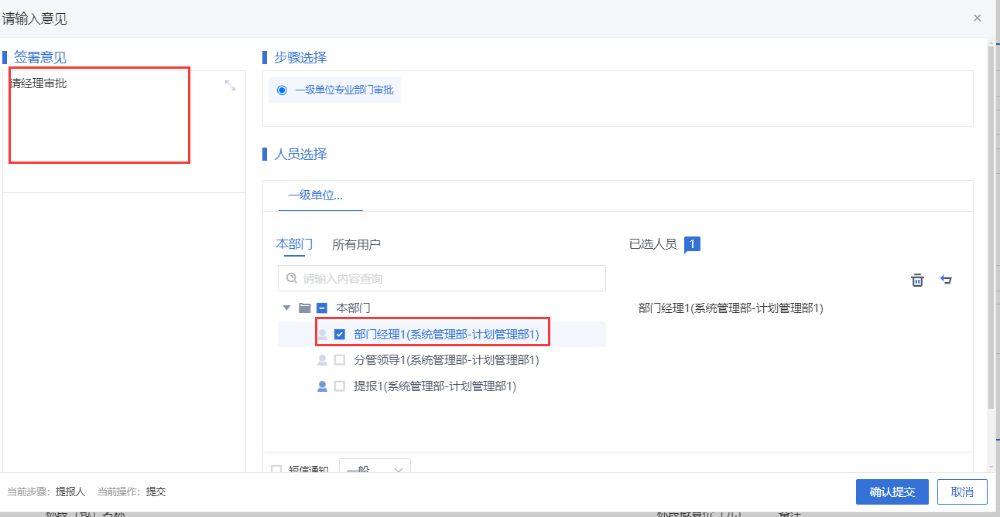 请输入意见
签署意见
请经理审批
步骤选择
一级单位专业部门审批
人员选择
一级单位...
本部门
所有用户
已选人员 1
请输入内容查询
本部门
部门经理1(系统管理部-计划管理部1)
部门经理1(系统管理部-计划管理部1)
分管领导1(系统管理部-计划管理部1)
提报1(系统管理部-计划管理部1)
短信通知
一般
当前步骤: 提报人 当前操作: 提交
确认提交
取消
备注